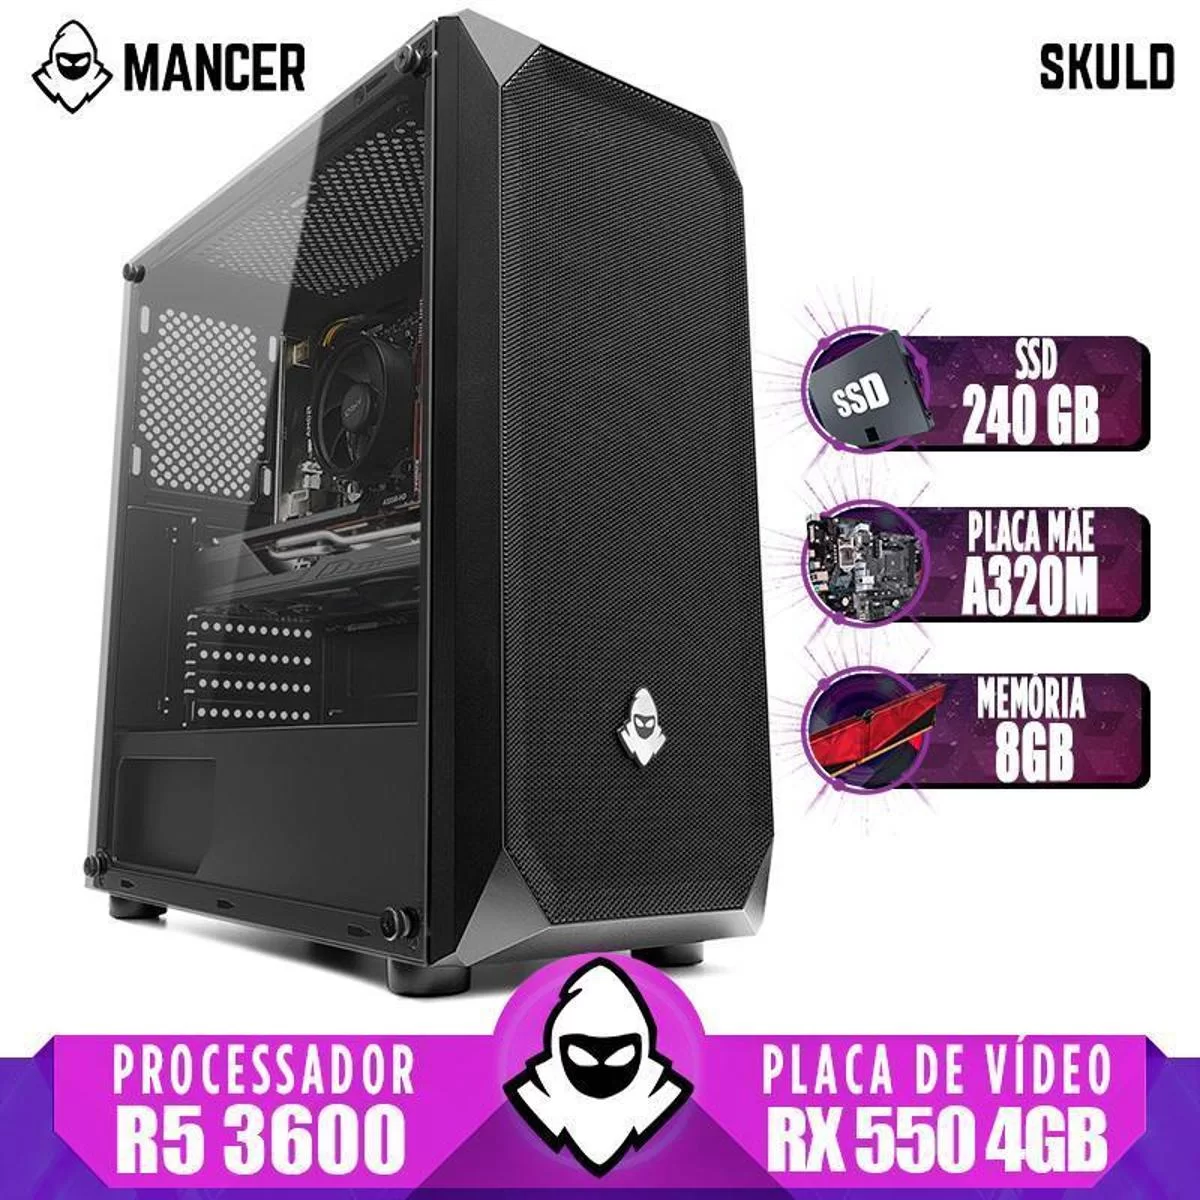 MANCER
SKULD
SSD
SSD
240 GB
PLACA MÃE
A320M
MEMÓRIA
8GB
PROCESSADOR
R5 3600
PLACA DE VÍDEO
RX 550 4GB